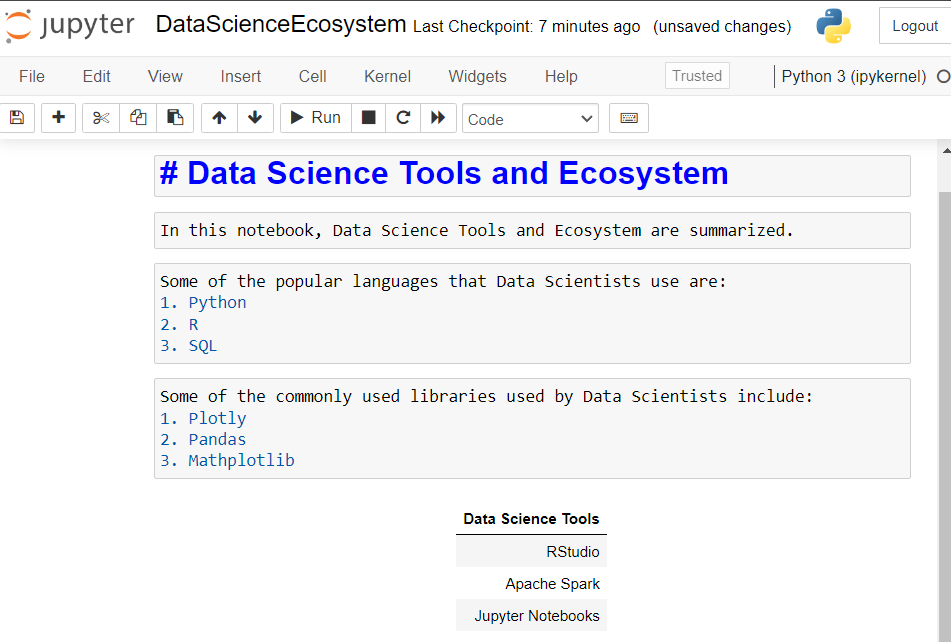 jupyter DataScienceEcosystem Last Checkpoint: 7 minutes ago (unsaved changes) Logout
File Edit View Insert Cell Kernel Widgets Help Trusted Python 3 (ipykernel)
Run Code
# Data Science Tools and Ecosystem
In this notebook, Data Science Tools and Ecosystem are summarized.
Some of the popular languages that Data Scientists use are:
1. Python
2. R
3. SQL
Some of the commonly used libraries used by Data Scientists include:
1. Plotly
2. Pandas
3. Mathplotlib
Data Science Tools
RStudio
Apache Spark
Jupyter Notebooks